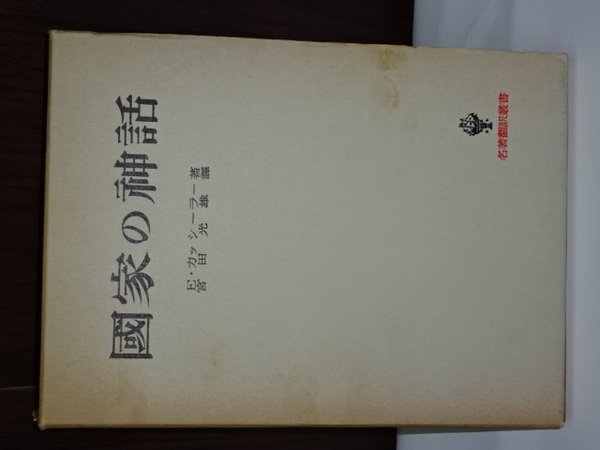 國家の神話
E・カッシーラー著
宮田光雄譯
名著翻訳叢書